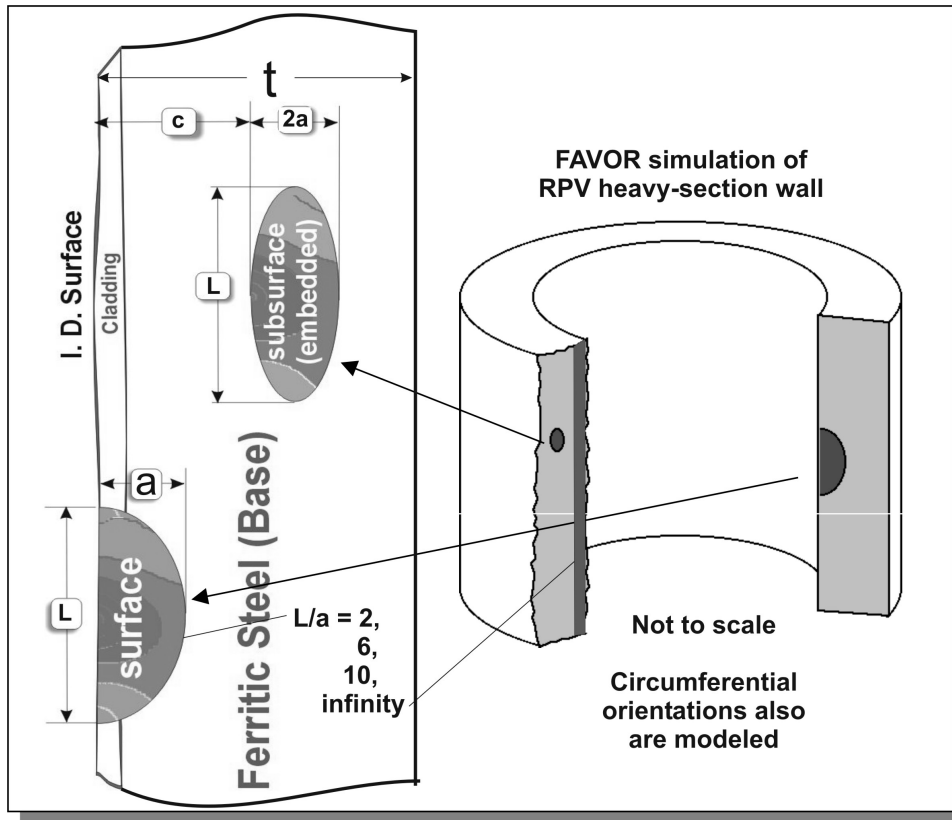 t
c
2a
FAVOR simulation of
RPV heavy-section wall
I. D. Surface
Cladding
L
subsurface
(embedded)
a
Ferritic Steel (Base)
L
surface
L/a = 2,
6,
10,
infinity
Not to scale
Circumferential
orientations also
are modeled